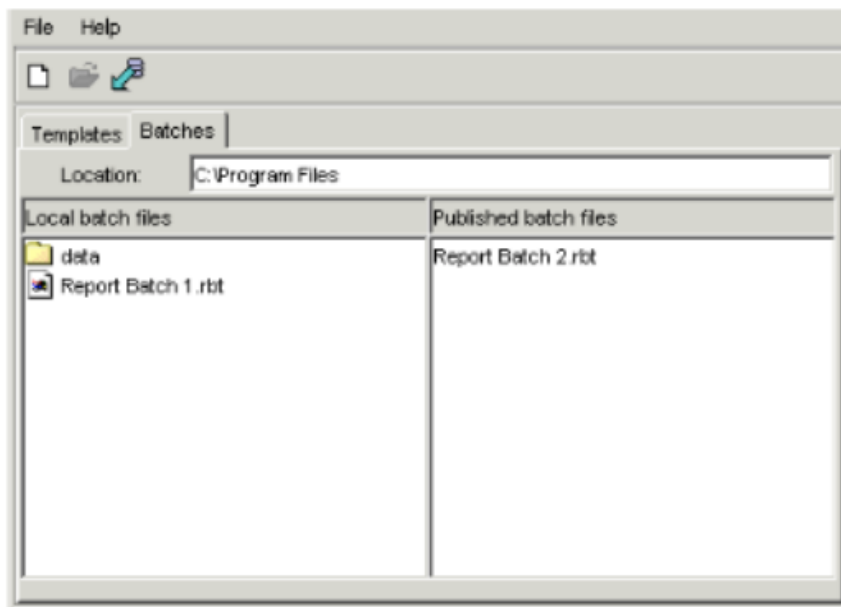 File Help
Templates Batches
Location: C:\Program Files
Local batch files Published batch files
data Report Batch 2.rbt
Report Batch 1.rbt